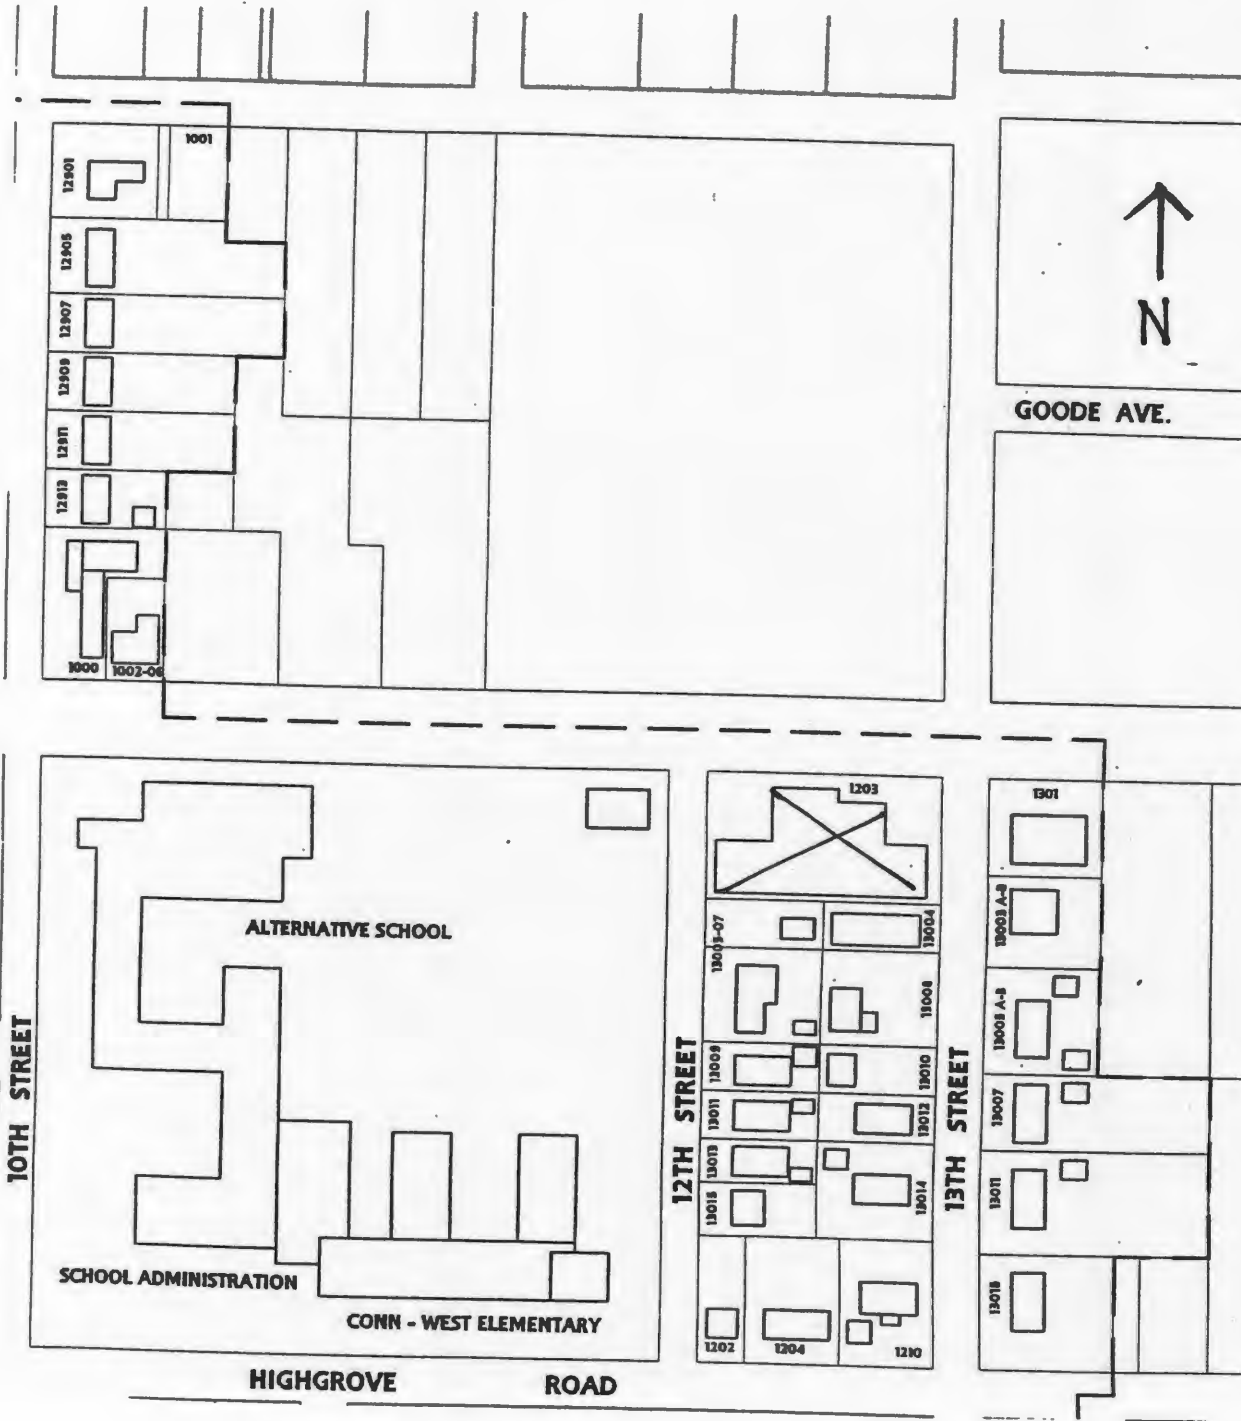 1001
12901
12905
12907
N
12909
GOODE AVE.
12911
12913
1000
1002-06
1203
1301
13003 A-B
13004
13005-07
ALTERNATIVE SCHOOL
13008
13005 A-B
10TH STREET
12TH STREET
13TH STREET
13009
13010
13007
13011
13012
13013
13014
13011
13015
SCHOOL ADMINISTRATION
13015
CONN - WEST ELEMENTARY
1202
1204
1210
HIGHGROVE ROAD